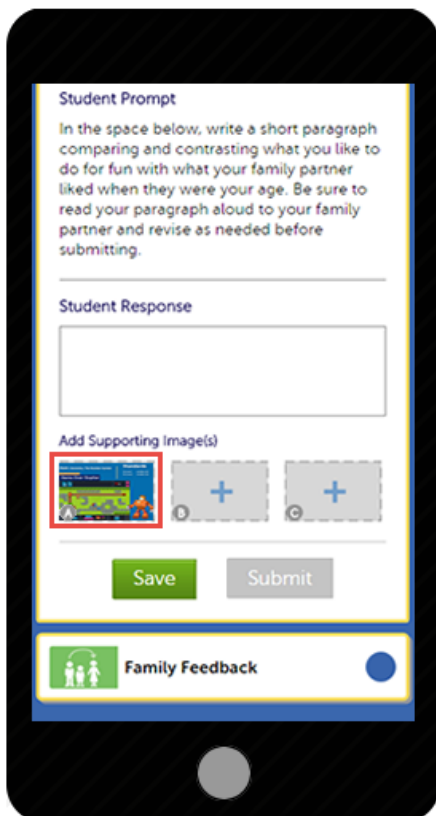 Student Prompt
In the space below, write a short paragraph
comparing and contrasting what you like to
do for fun with what your family partner
liked when they were your age. Be sure to
read your paragraph aloud to your family
partner and revise as needed before
submitting.
Student Response
Add Supporting Image(s)
A
B
C
Save Submit
Family Feedback